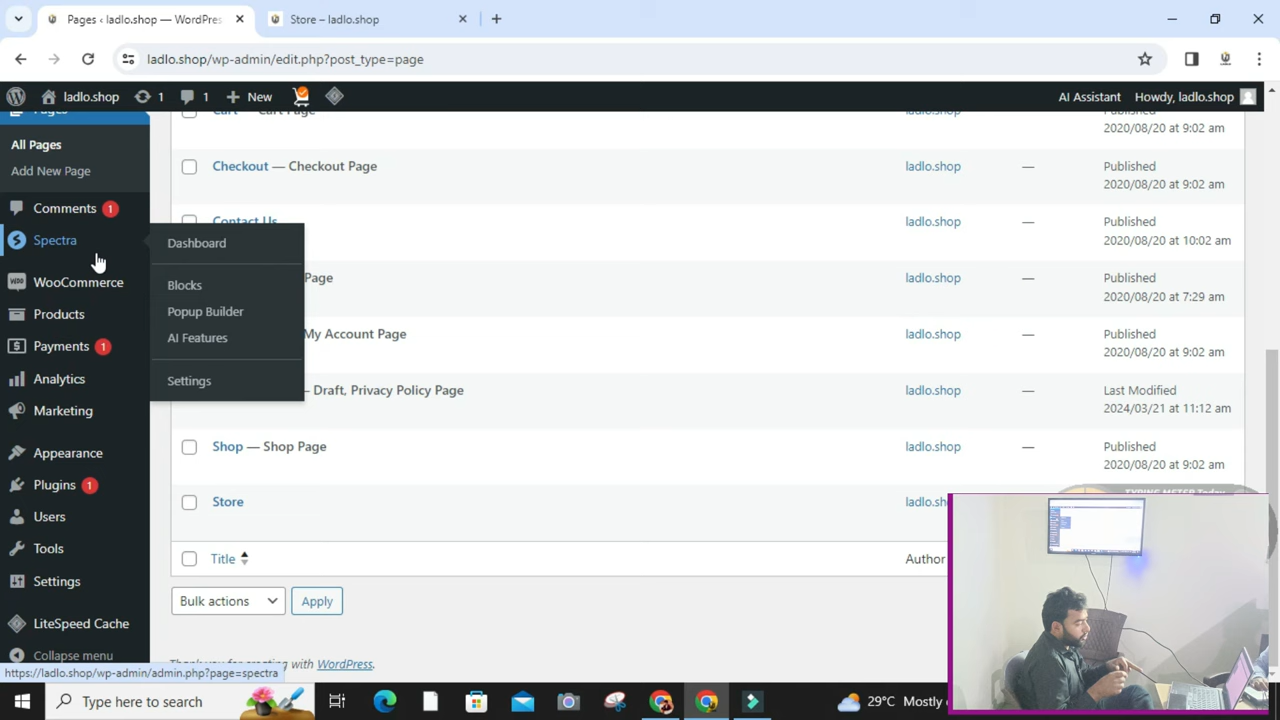 Pages ‹ ladlo.shop — WordPres
Store – ladlo.shop
ladlo.shop/wp-admin/edit.php?post_type=page
ladlo.shop
1
1
New
AI Assistant
Howdy, ladlo.shop
Pages
All Pages
Add New Page
Comments 1
Spectra
WooCommerce
Products
Payments 1
Analytics
Marketing
Appearance
Plugins 1
Users
Tools
Settings
LiteSpeed Cache
Collapse menu
Dashboard
Blocks
Popup Builder
AI Features
Settings
Cart — Cart Page
ladlo.shop
2020/08/20 at 9:02 am
Checkout — Checkout Page
ladlo.shop
—
Published
2020/08/20 at 9:02 am
Contact Us
ladlo.shop
—
Published
2020/08/20 at 10:02 am
Page
ladlo.shop
—
Published
2020/08/20 at 7:29 am
My Account Page
ladlo.shop
—
Published
2020/08/20 at 9:02 am
— Draft, Privacy Policy Page
ladlo.shop
—
Last Modified
2024/03/21 at 11:12 am
Shop — Shop Page
ladlo.shop
—
Published
2020/08/20 at 9:02 am
Store
ladlo.sh
TYPING METER Today
Title
Author
Bulk actions
Apply
Thank you for creating with WordPress.
https://ladlo.shop/wp-admin/admin.php?page=spectra
Type here to search
29°C Mostly